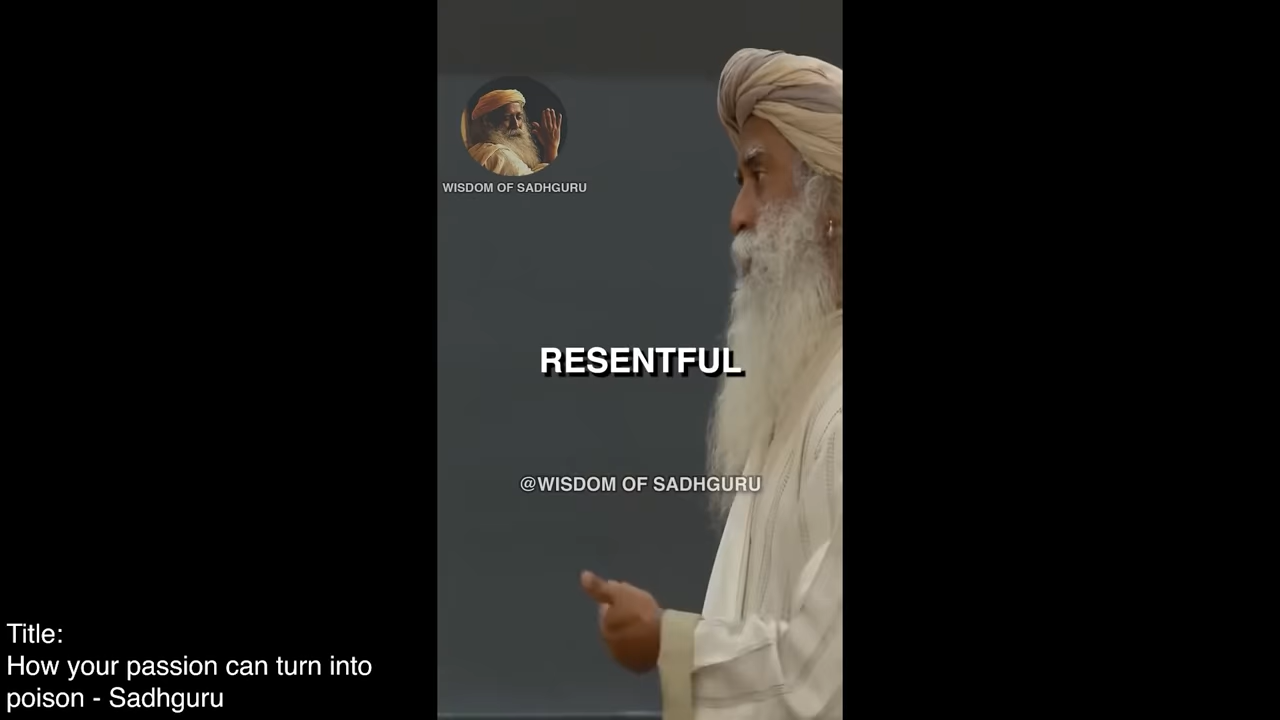 WISDOM OF SADHGURU
RESENTFUL
@WISDOM OF SADHGURU
Title:
How your passion can turn into
poison - Sadhguru